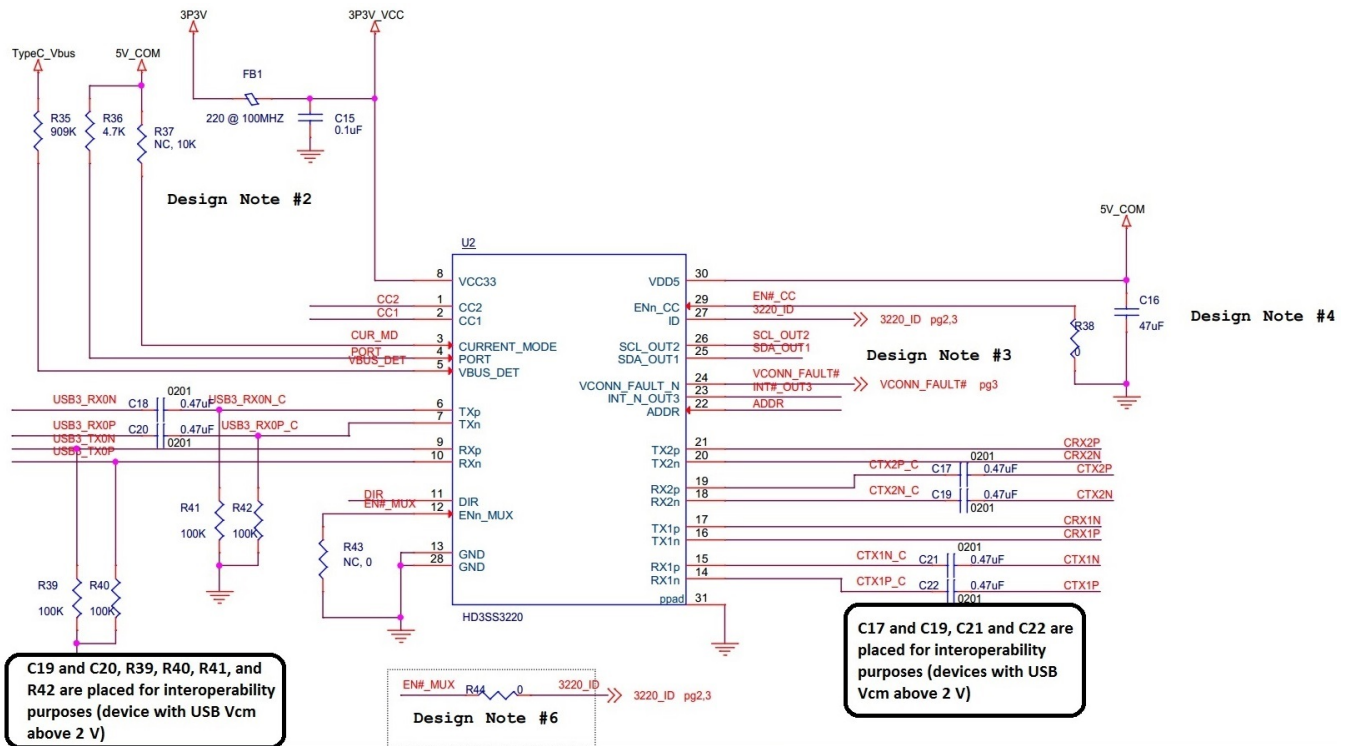 3P3V
3P3V_VCC
TypeC_Vbus
5V_COM
FB1
220 @ 100MHZ
C15
0.1uF
R35
909K
R36
4.7K
R37
NC, 10K
Design Note #2
5V_COM
U2
8
VCC33
VDD5
30
CC2
1
CC2
CC1
2
CC1
ENn_CC
29
EN#_CC
ID
27
3220_ID
3220_ID pg2,3
C16
47uF
Design Note #4
R38
0
CUR_MD
3
CURRENT_MODE
PORT
4
PORT
VBUS_DET
5
VBUS_DET
SCL_OUT2
26
SCL_OUT2
SDA_OUT1
25
SDA_OUT1
Design Note #3
VCONN_FAULT_N
24
VCONN_FAULT#
VCONN_FAULT# pg3
INT_N_OUT3
23
INT#_OUT3
ADDR
22
ADDR
USB3_RX0N
C18
0201
0.47uF
USB3_RX0N_C
6
TXp
7
TXn
USB3_RX0P
C20
0.47uF
0201
USB3_RX0P_C
USB3_TX0N
9
RXp
USB3_TX0P
10
RXn
TX2p
21
CRX2P
TX2n
20
CRX2N
RX2p
19
CTX2P_C
C17
0201
0.47uF
CTX2P
RX2n
18
CTX2N_C
C19
0.47uF
0201
CTX2N
R41
100K
R42
100K
DIR
11
DIR
EN#_MUX
12
ENn_MUX
TX1p
17
CRX1N
TX1n
16
CRX1P
R43
NC, 0
13
GND
28
GND
RX1p
15
CTX1N_C
C21
0201
0.47uF
CTX1N
RX1n
14
CTX1P_C
C22
0.47uF
0201
CTX1P
ppad
31
R39
100K
R40
100K
HD3SS3220
C19 and C20, R39, R40, R41, and
R42 are placed for interoperability
purposes (device with USB Vcm
above 2 V)
EN#_MUX
R44
0
3220_ID
3220_ID pg2,3
Design Note #6
C17 and C19, C21 and C22 are
placed for interoperability
purposes (devices with USB
Vcm above 2 V)